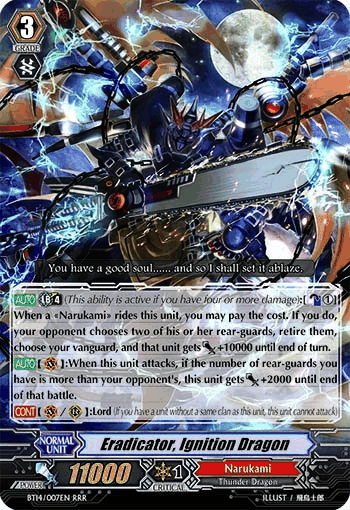 3
GRADE
You have a good soul...... and so I shall set it ablaze.
AUTO LB4 (This ability is active if you have four or more damage):[1]
When a «Narukami» rides this unit, you may pay the cost. If you do,
your opponent chooses two of his or her rear-guards, retire them,
choose your vanguard, and that unit gets +10000 until end of turn.
AUTO [ ]:When this unit attacks, if the number of rear-guards you
have is more than your opponent's, this unit gets +2000 until end
of that battle.
CONT [ / ]:Lord (If you have a unit without a same clan as this unit, this unit cannot attack)
NORMAL
UNIT
Eradicator, Ignition Dragon
POWER
11000
1
CRITICAL
Narukami
Thunder Dragon
BT14/007EN RRR
ILLUST / 飛鳥士郎